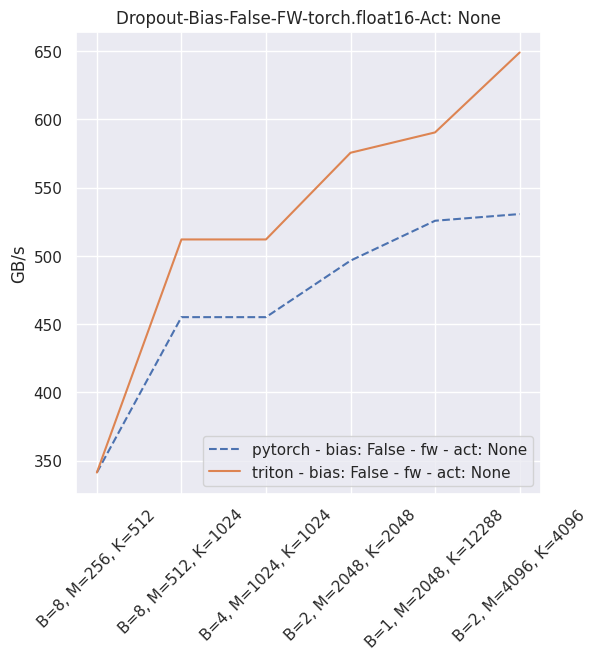 Dropout-Bias-False-FW-torch.float16-Act: None
650
600
550
500
450
400
350
GB/s
pytorch - bias: False - fw - act: None
triton - bias: False - fw - act: None
B=8, M=256, K=512
B=8, M=512, K=1024
B=4, M=1024, K=1024
B=2, M=2048, K=2048
B=1, M=2048, K=12288
B=2, M=4096, K=4096